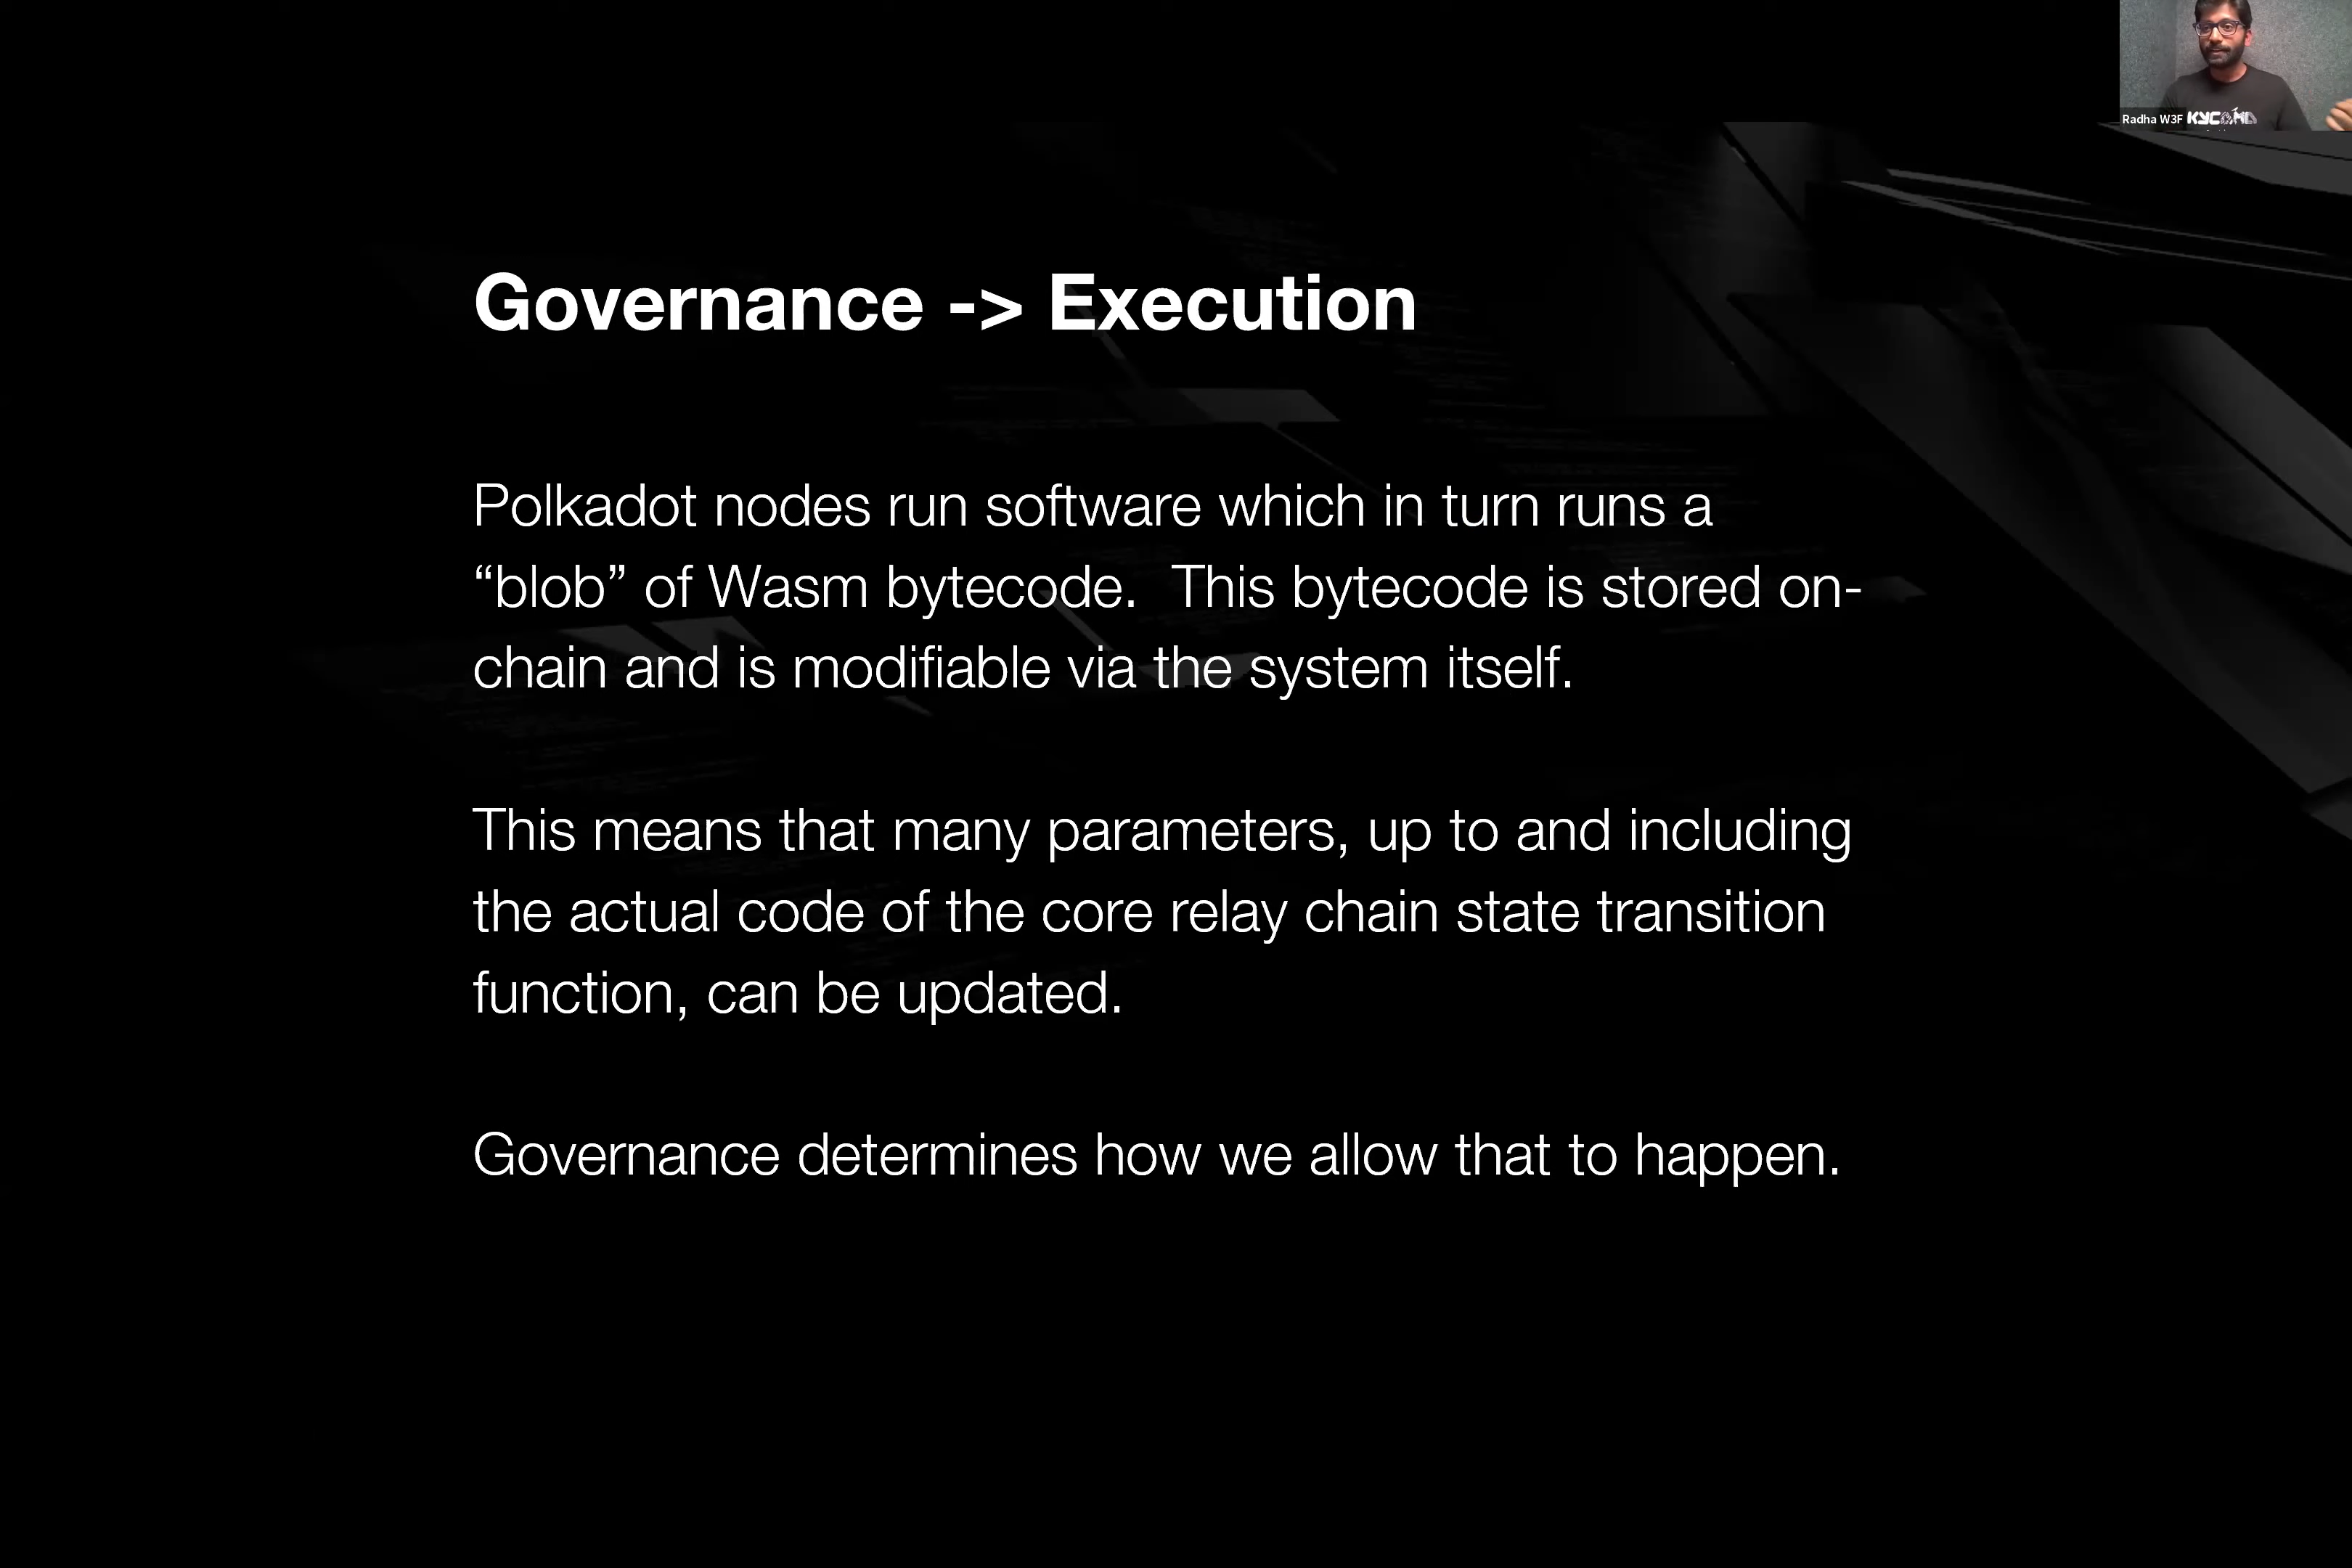 Radha W3F
Governance -> Execution
Polkadot nodes run software which in turn runs a
“blob” of Wasm bytecode.  This bytecode is stored on-
chain and is modifiable via the system itself.
This means that many parameters, up to and including
the actual code of the core relay chain state transition
function, can be updated.
Governance determines how we allow that to happen.